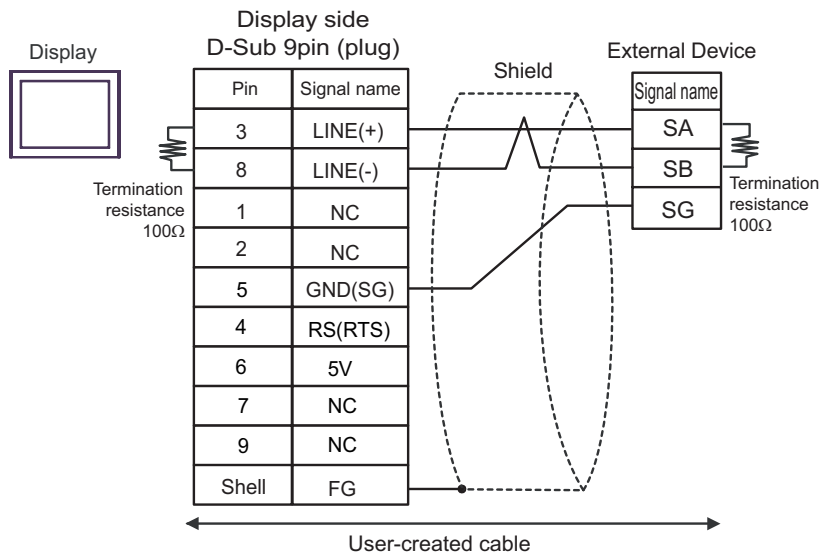 Display side
D-Sub 9pin (plug)
Display
External Device
Shield
Pin Signal name
Signal name
3 LINE(+)
SA
8 LINE(-)
SB
Termination
resistance
100Ω
Termination
resistance
100Ω
1 NC
SG
2 NC
5 GND(SG)
4 RS(RTS)
6 5V
7 NC
9 NC
Shell FG
User-created cable